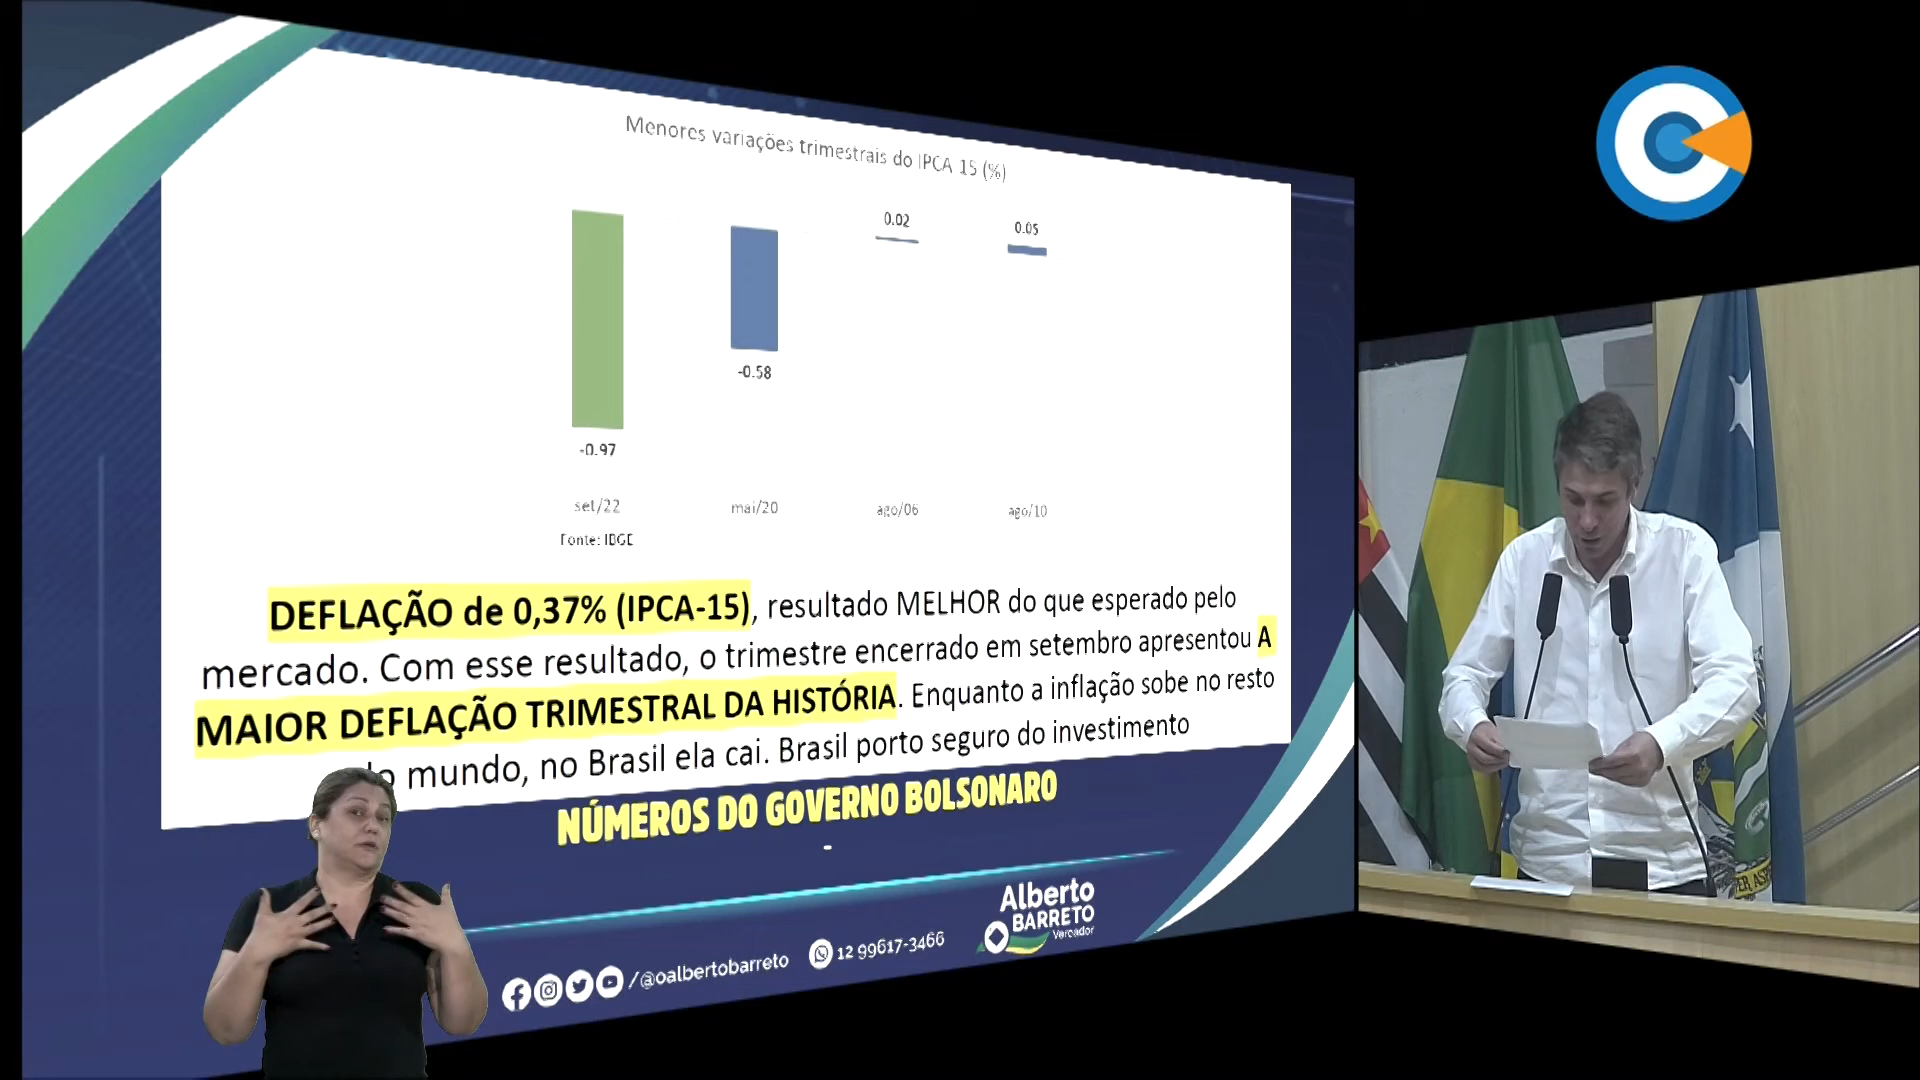 Menores variações trimestrais do IPCA 15 (%)
0.02
0.05
-0.58
-0.97
set/22
mai/20
ago/06
ago/10
Fonte: IBGE
DEFLAÇÃO de 0,37% (IPCA-15), resultado MELHOR do que esperado pelo
mercado. Com esse resultado, o trimestre encerrado em setembro apresentou A
MAIOR DEFLAÇÃO TRIMESTRAL DA HISTÓRIA. Enquanto a inflação sobe no resto
mundo, no Brasil ela cai. Brasil porto seguro do investimento
NÚMEROS DO GOVERNO BOLSONARO
-
/@oalbertobarreto
12 99617-3466
Alberto
BARRETO
Vereador